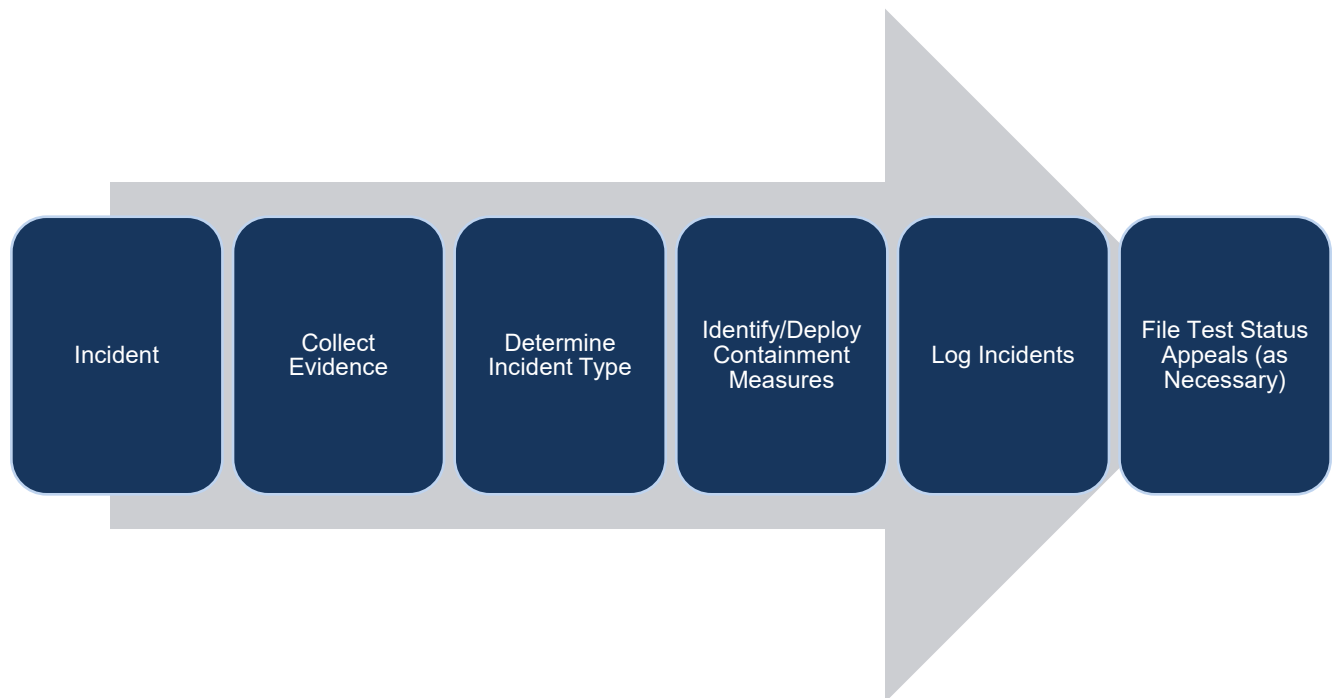 Incident
Collect
Evidence
Determine
Incident Type
Identify/Deploy
Containment
Measures
Log Incidents
File Test Status
Appeals (as
Necessary)